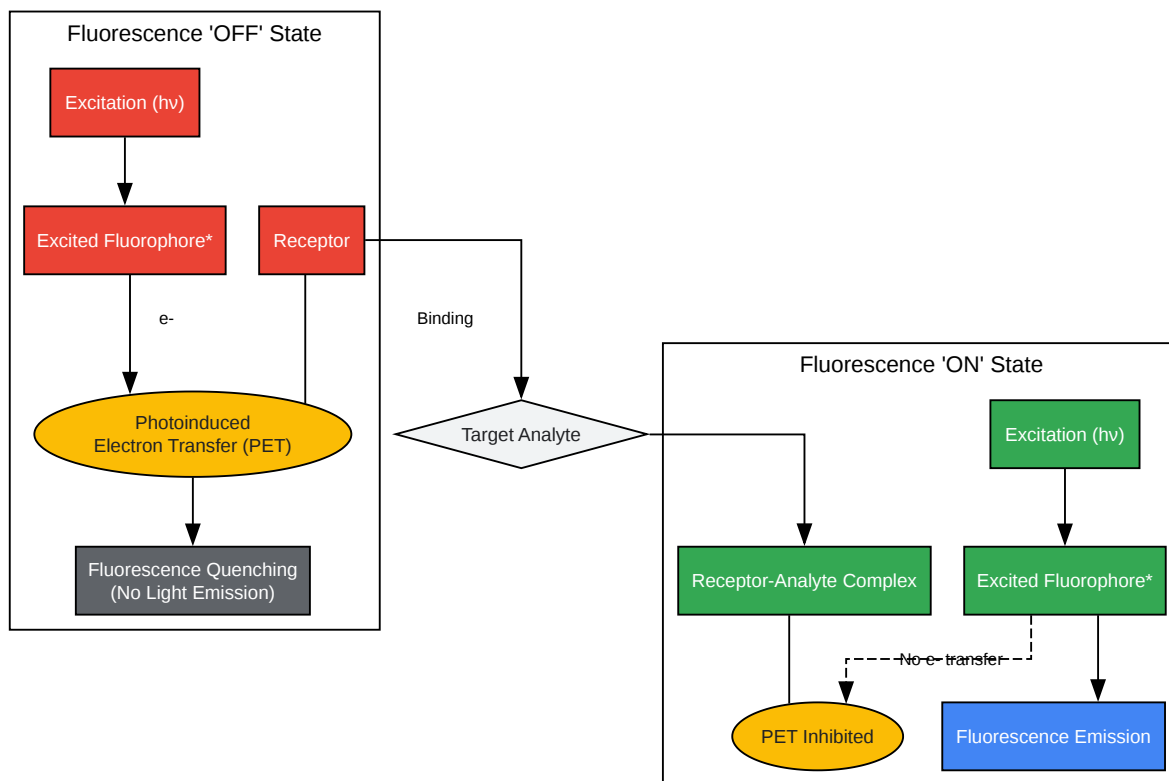 Fluorescence 'OFF' State
Excitation (hν)
Excited Fluorophore*
Receptor
e-
Photoinduced
Electron Transfer (PET)
Fluorescence Quenching
(No Light Emission)
Binding
Target Analyte
Fluorescence 'ON' State
Excitation (hν)
Receptor-Analyte Complex
Excited Fluorophore*
No e- transfer
PET Inhibited
Fluorescence Emission